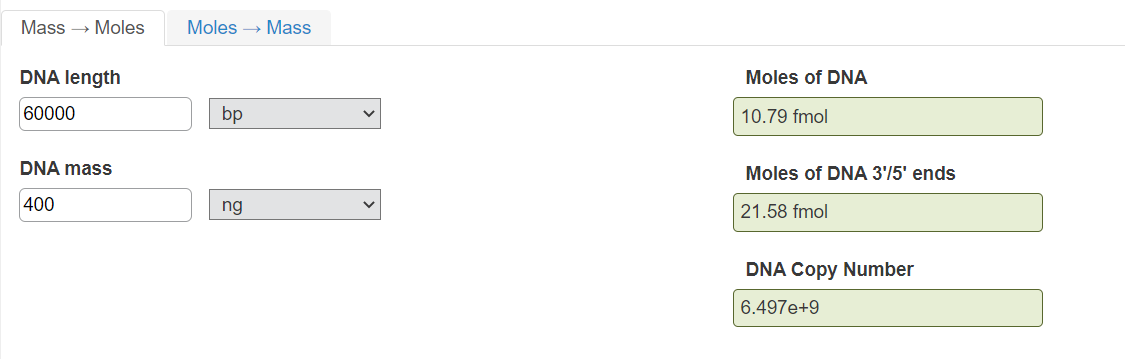 Mass → Moles
Moles → Mass
DNA length
60000
bp
DNA mass
400
ng
Moles of DNA
10.79 fmol
Moles of DNA 3'/5' ends
21.58 fmol
DNA Copy Number
6.497e+9